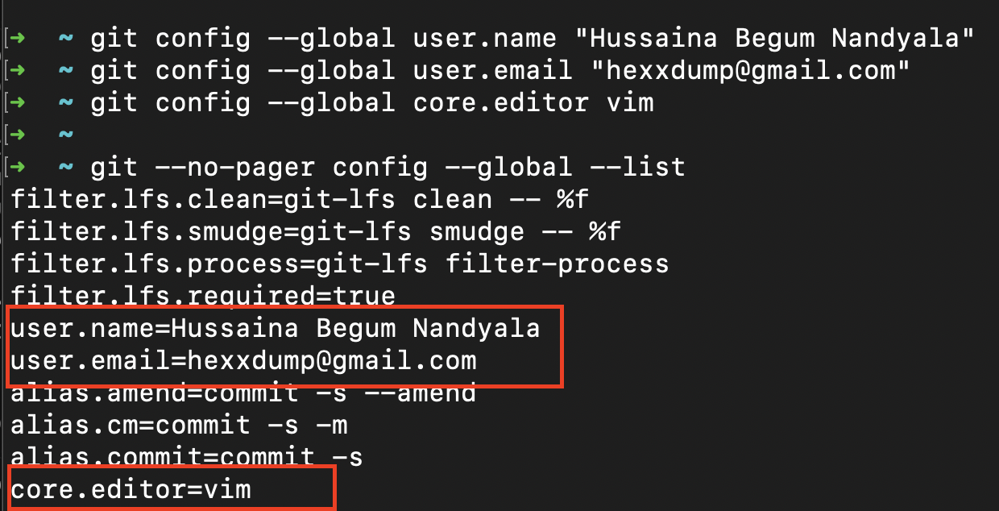 [➜ ~ git config --global user.name "Hussaina Begum Nandyala"
[➜ ~ git config --global user.email "hexxdump@gmail.com"
[➜ ~ git config --global core.editor vim
[➜ ~
[➜ ~ git --no-pager config --global --list
filter.lfs.clean=git-lfs clean -- %f
filter.lfs.smudge=git-lfs smudge -- %f
filter.lfs.process=git-lfs filter-process
filter.lfs.required=true
user.name=Hussaina Begum Nandyala
user.email=hexxdump@gmail.com
alias.amend=commit -s --amend
alias.cm=commit -s -m
alias.commit=commit -s
core.editor=vim